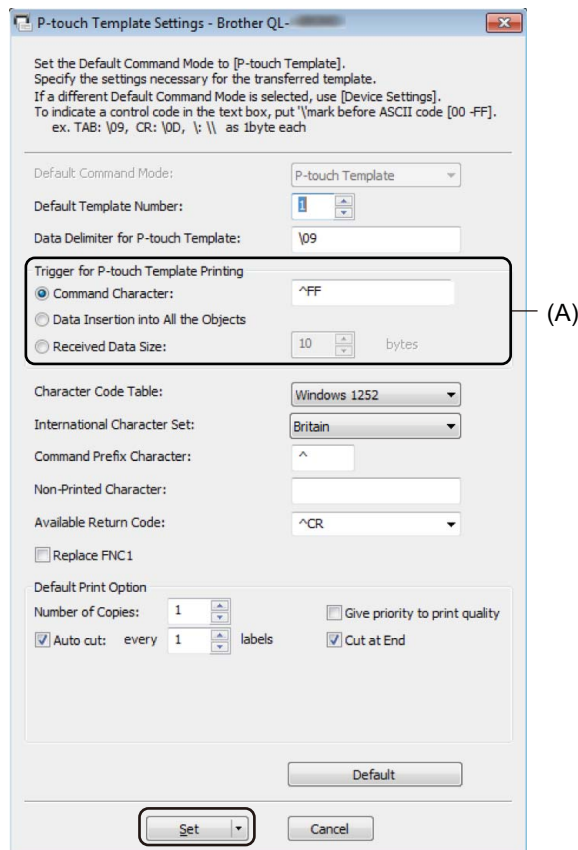 P-touch Template Settings - Brother QL-
Set the Default Command Mode to [P-touch
Template].
Specify the settings necessary for the transferred template.
If a different Default Command Mode is selected, use [Device Settings].
To indicate a control code in the text box, put '\'mark before ASCII code [00 -FF].
ex. TAB: \09, CR: \0D, \: \\ as 1byte
each
Default Command Mode: P-touch Template
Default Template Number: 1
Data Delimiter for P-touch Template: \09
Trigger for P-touch Template Printing
Command Character: ^FF
(A)
Data Insertion into All the Objects
Received Data Size: 10 bytes
Character Code Table: Windows 1252
International Character Set: Britain
Command Prefix Character: ^
Non-Printed Character:
Available Return Code: ^CR
Replace FNC1
Default Print Option
Number of Copies: 1 Give priority to print quality
Auto cut: every 1 labels Cut at End
Default
Set Cancel